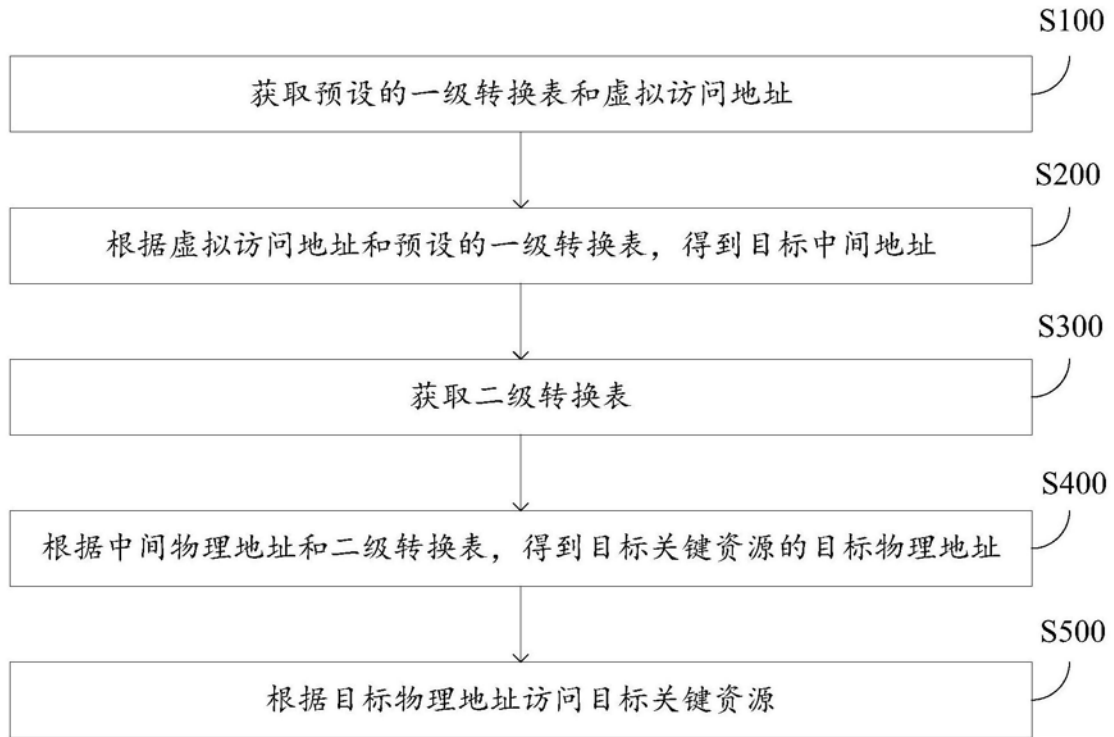 S100
获取预设的一级转换表和虚拟访问地址
S200
根据虚拟访问地址和预设的一级转换表，得到目标中间地址
S300
获取二级转换表
S400
根据中间物理地址和二级转换表，得到目标关键资源的目标物理地址
S500
根据目标物理地址访问目标关键资源